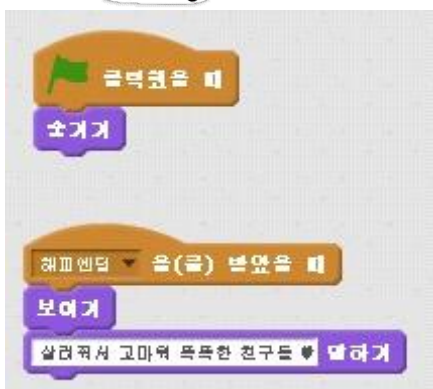 클릭했을 때
숨기기
해피엔딩 을(를) 받았을 때
보이기
살려줘서 고마워 똑똑한 친구들 ♥ 말하기